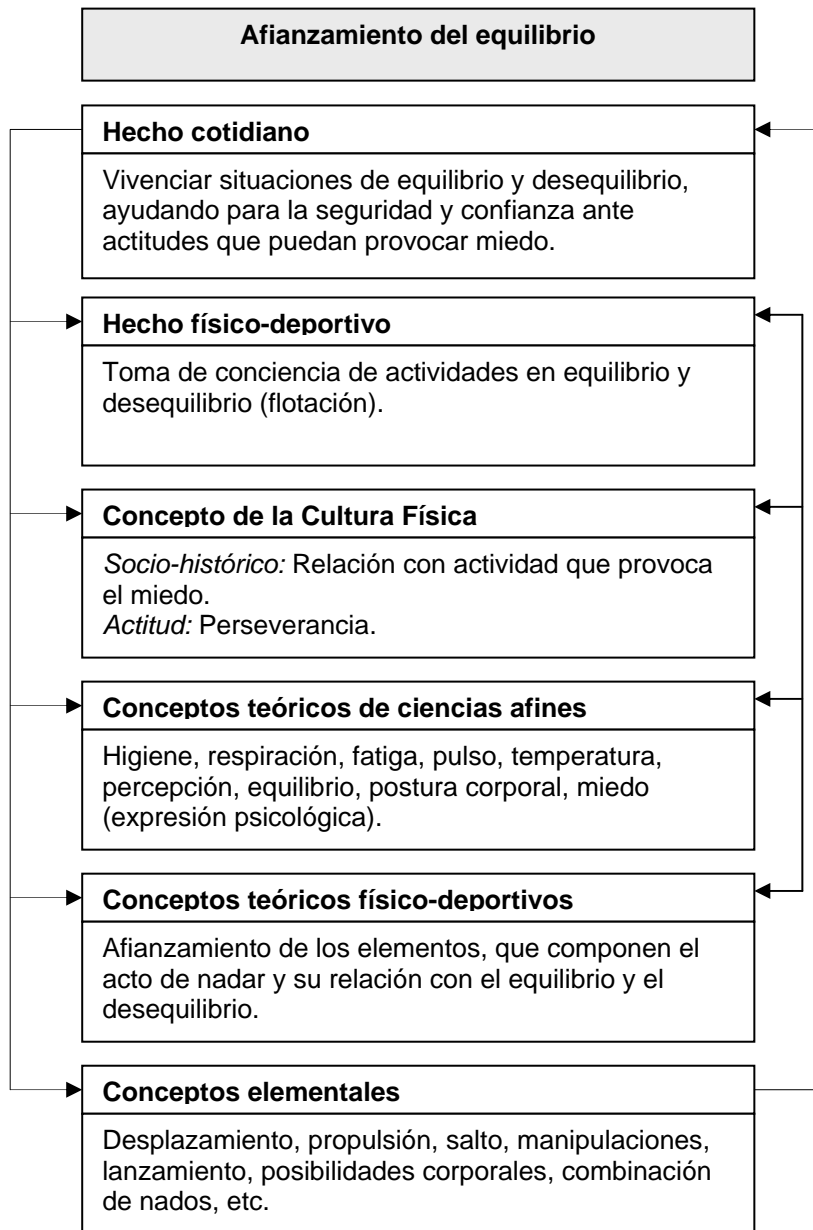 Afianzamiento del equilibrio
Hecho cotidiano
Vivenciar situaciones de equilibrio y desequilibrio,
ayudando para la seguridad y confianza ante
actitudes que puedan provocar miedo.
Hecho físico-deportivo
Toma de conciencia de actividades en equilibrio y
desequilibrio (flotación).
Concepto de la Cultura Física
Socio-histórico: Relación con actividad que provoca
el miedo.
Actitud: Perseverancia.
Conceptos teóricos de ciencias afines
Higiene, respiración, fatiga, pulso, temperatura,
percepción, equilibrio, postura corporal, miedo
(expresión psicológica).
Conceptos teóricos físico-deportivos
Afianzamiento de los elementos, que componen el
acto de nadar y su relación con el equilibrio y el
desequilibrio.
Conceptos elementales
Desplazamiento, propulsión, salto, manipulaciones,
lanzamiento, posibilidades corporales, combinación
de nados, etc.